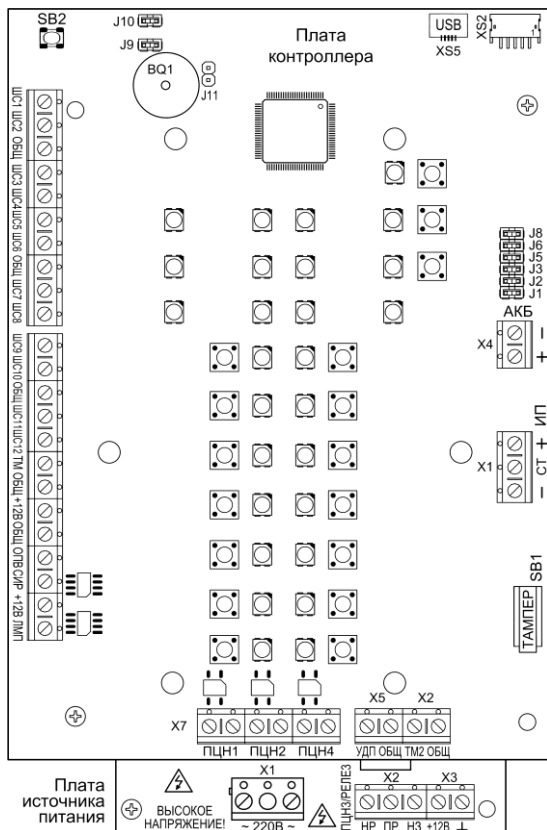 SB2
J10
J9
BQ1
J11
Плата
контроллера
USB
XS5
XS2
1
ШС1 ШС2 ОБЩ ШС3 ШС4 ШС5 ШС6 ОБЩ ШС7 ШС8
J8
J6
J5
J3
J2
J1
АКБ
X4
–
+
ШС9 ШС10 ОБЩ ШС11 ШС12 ТМ ОБЩ +12В ОБЩ ОПВ СИР +12В ЛМП
ИП
X1
+
СТ
–
SB1
ТАМПЕР
X7
ПЦН1
ПЦН2
ПЦН4
X5
X2
УДП ОБЩ ТМ2 ОБЩ
Плата
источника
питания
ВЫСОКОЕ
НАПРЯЖЕНИЕ!
X1
~ 220В ~
ПЦН3/РЕЛЕ3
X2
X3
НР ПР НЗ +12В ⊥